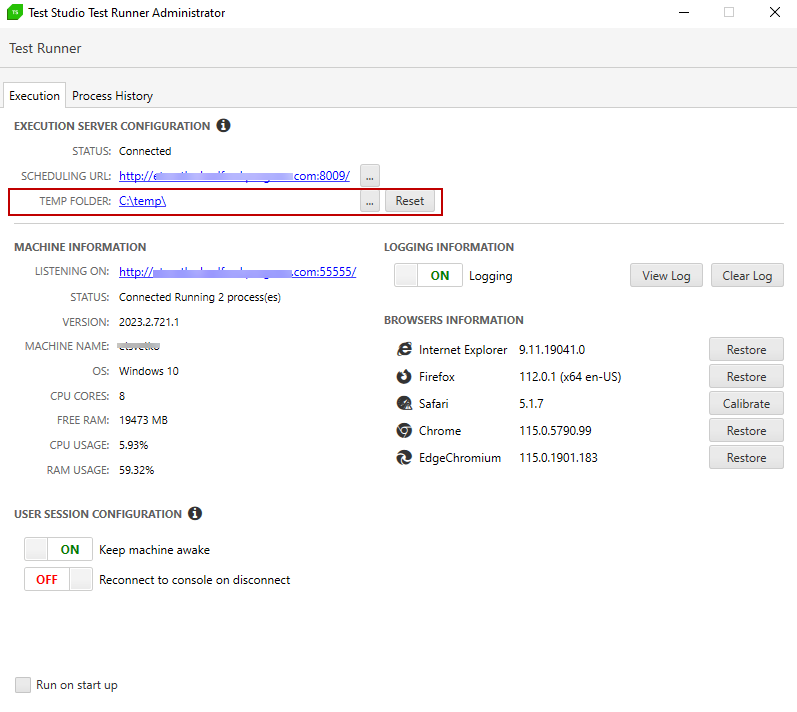 Test Studio Test Runner Administrator
Test Runner
Execution Process History
EXECUTION SERVER CONFIGURATION
STATUS: Connected
SCHEDULING URL: http:// .com:8009/ ...
TEMP FOLDER: C:\temp\ ... Reset
MACHINE INFORMATION
LISTENING ON: http:// .com:55555/
STATUS: Connected Running 2 process(es)
VERSION: 2023.2.721.1
MACHINE NAME:
OS: Windows 10
CPU CORES: 8
FREE RAM: 19473 MB
CPU USAGE: 5.93%
RAM USAGE: 59.32%
LOGGING INFORMATION
ON Logging View Log Clear Log
BROWSERS INFORMATION
Internet Explorer 9.11.19041.0 Restore
Firefox 112.0.1 (x64 en-US) Restore
Safari 5.1.7 Calibrate
Chrome 115.0.5790.99 Restore
EdgeChromium 115.0.1901.183 Restore
USER SESSION CONFIGURATION
ON Keep machine awake
OFF Reconnect to console on disconnect
Run on start up